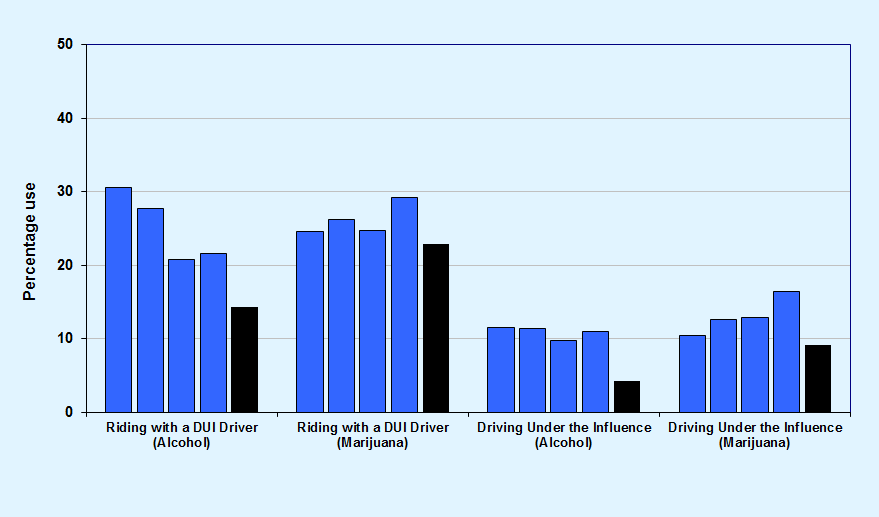 50
40
30
20
10
0
Percentage use
Riding with a DUI Driver
(Alcohol)
Riding with a DUI Driver
(Marijuana)
Driving Under the Influence
(Alcohol)
Driving Under the Influence
(Marijuana)